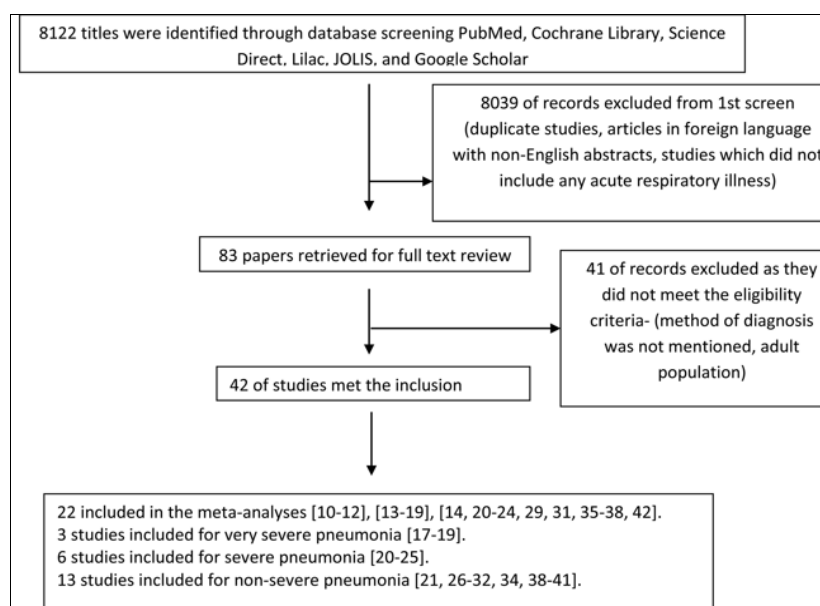 8122 titles were identified through database screening PubMed, Cochrane Library, Science
Direct, Lilac, JOLIS, and Google Scholar
8039 of records excluded from 1st screen
(duplicate studies, articles in foreign language
with non-English abstracts, studies which did not
include any acute respiratory illness)
83 papers retrieved for full text review
41 of records excluded as they
did not meet the eligibility
criteria- (method of diagnosis
was not mentioned, adult
population)
42 of studies met the inclusion
22 included in the meta-analyses [10-12], [13-19], [14, 20-24, 29, 31, 35-38, 42].
3 studies included for very severe pneumonia [17-19].
6 studies included for severe pneumonia [20-25].
13 studies included for non-severe pneumonia [21, 26-32, 34, 38-41].